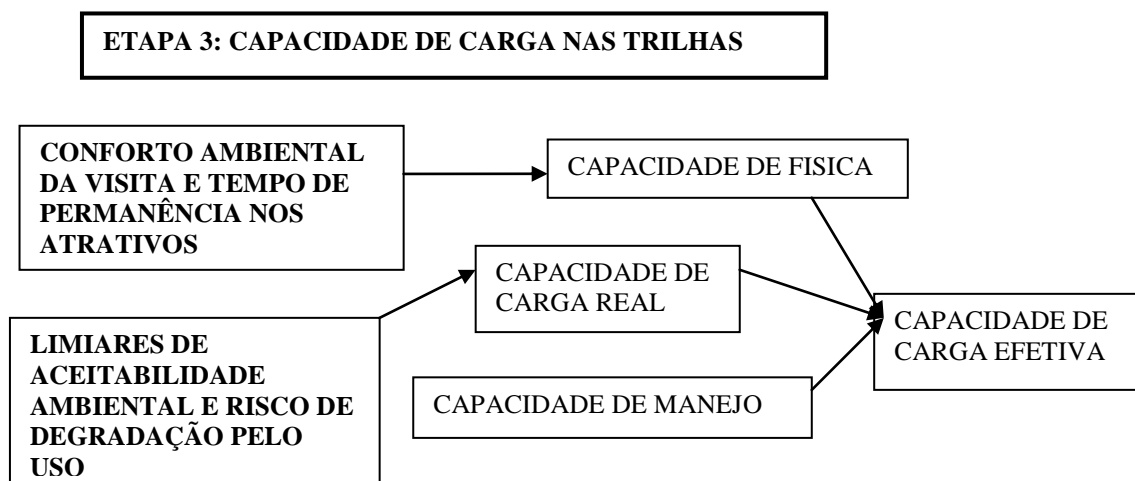 ETAPA 3: CAPACIDADE DE CARGA NAS TRILHAS
CONFORTO AMBIENTAL
DA VISITA E TEMPO DE
PERMANÊNCIA NOS
ATRATIVOS
CAPACIDADE DE FISICA
CAPACIDADE DE
CARGA REAL
CAPACIDADE DE
CARGA EFETIVA
LIMIARES DE
ACEITABILIDADE
AMBIENTAL E RISCO DE
DEGRADAÇÃO PELO
USO
CAPACIDADE DE MANEJO